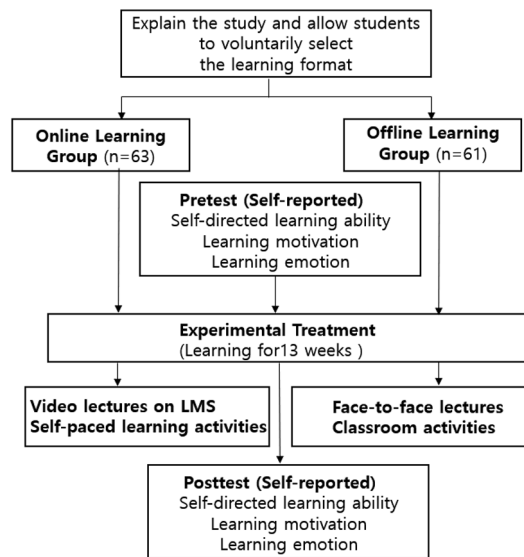 Explain the study and allow students
to voluntarily select
the learning format
Online Learning
Group (n=63)
Offline Learning
Group (n=61)
Pretest (Self-reported)
Self-directed learning ability
Learning motivation
Learning emotion
Experimental Treatment
(Learning for13 weeks )
Video lectures on LMS
Self-paced learning activities
Face-to-face lectures
Classroom activities
Posttest (Self-reported)
Self-directed learning ability
Learning motivation
Learning emotion